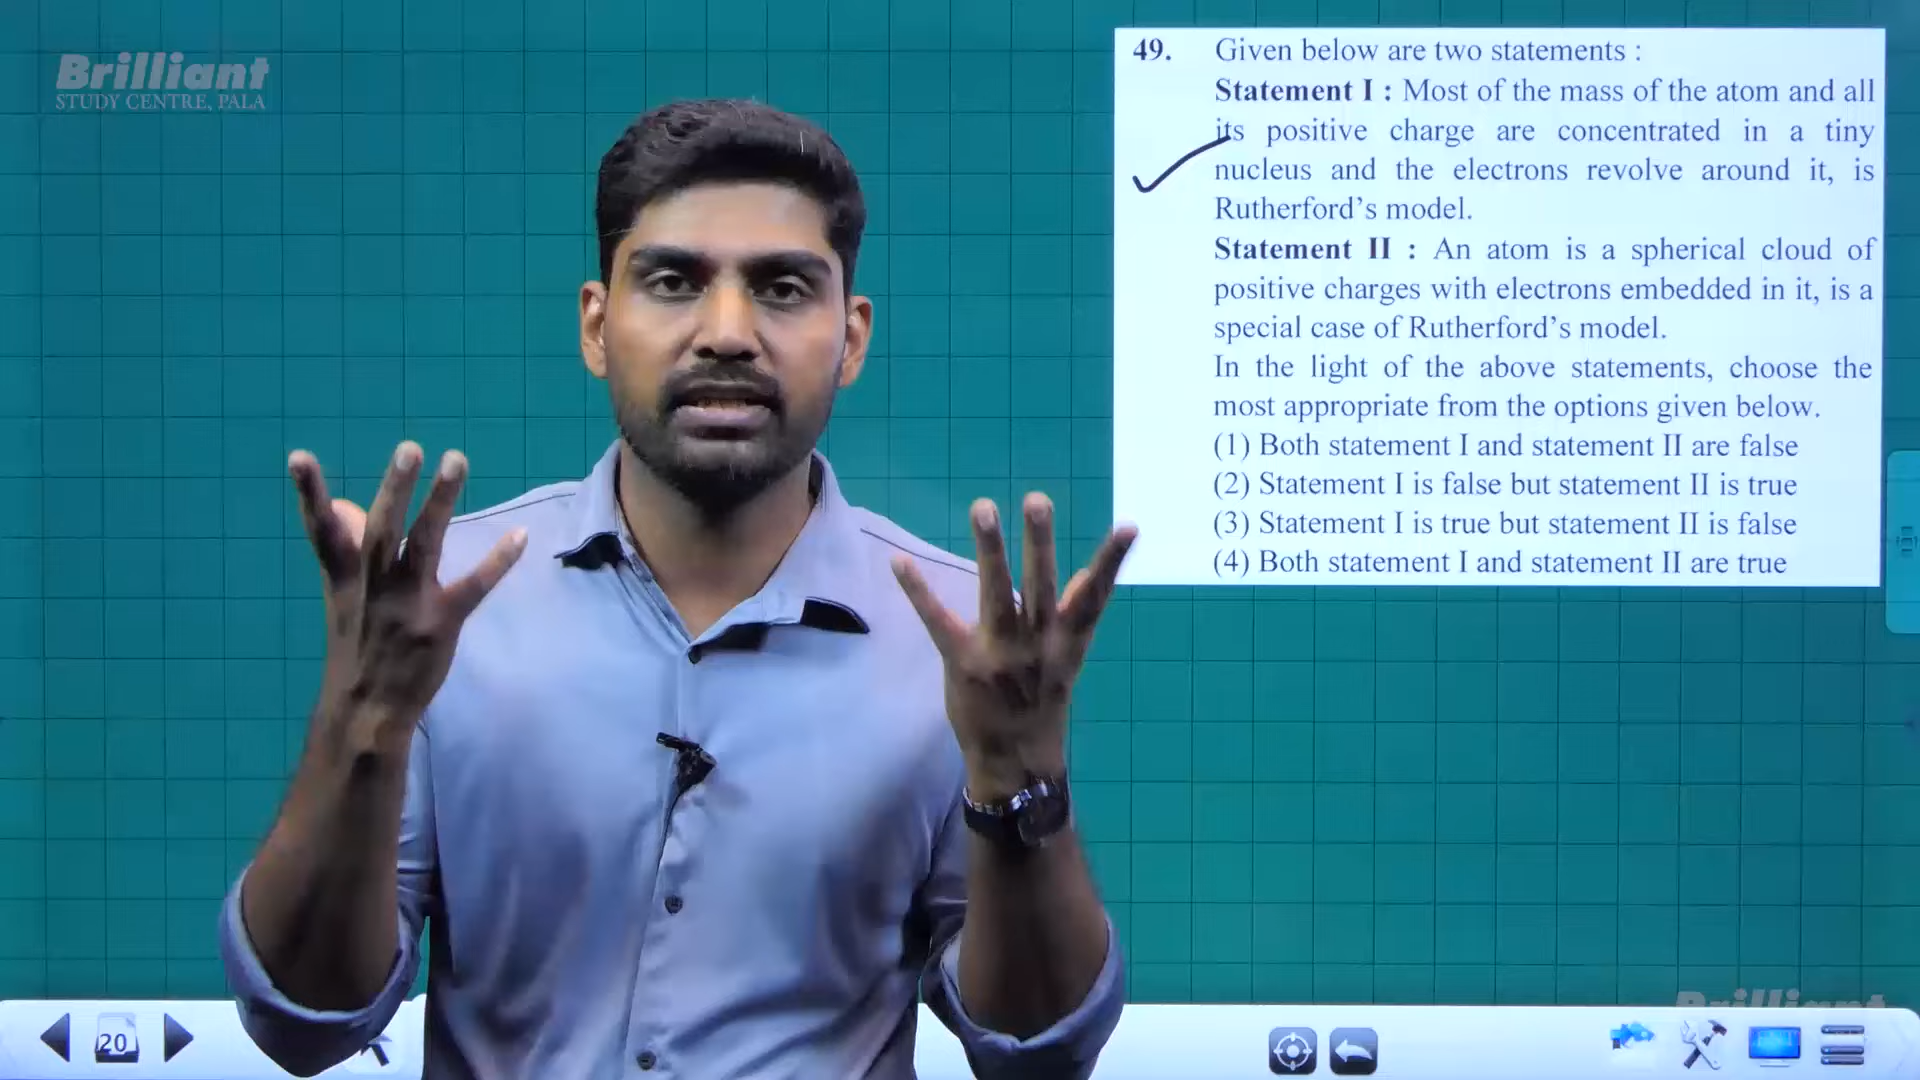 Brilliant
STUDY CENTRE, PALA
49. Given below are two statements :
Statement I : Most of the mass of the atom and all
its positive charge are concentrated in a tiny
nucleus and the electrons revolve around it, is
Rutherford's model.
Statement II : An atom is a spherical cloud of
positive charges with electrons embedded in it, is a
special case of Rutherford's model.
In the light of the above statements, choose the
most appropriate from the options given below.
(1) Both statement I and statement II are false
(2) Statement I is false but statement II is true
(3) Statement I is true but statement II is false
(4) Both statement I and statement II are true
20
Brilliant